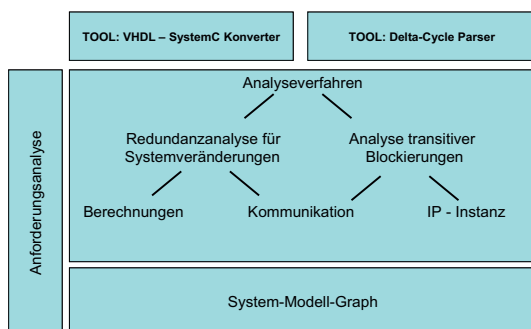 TOOL: VHDL – SystemC Konverter
TOOL: Delta-Cycle Parser
Anforderungsanalyse
Analyseverfahren
Redundanzanalyse für
Systemveränderungen
Analyse transitiver
Blockierungen
Berechnungen
Kommunikation
IP - Instanz
System-Modell-Graph